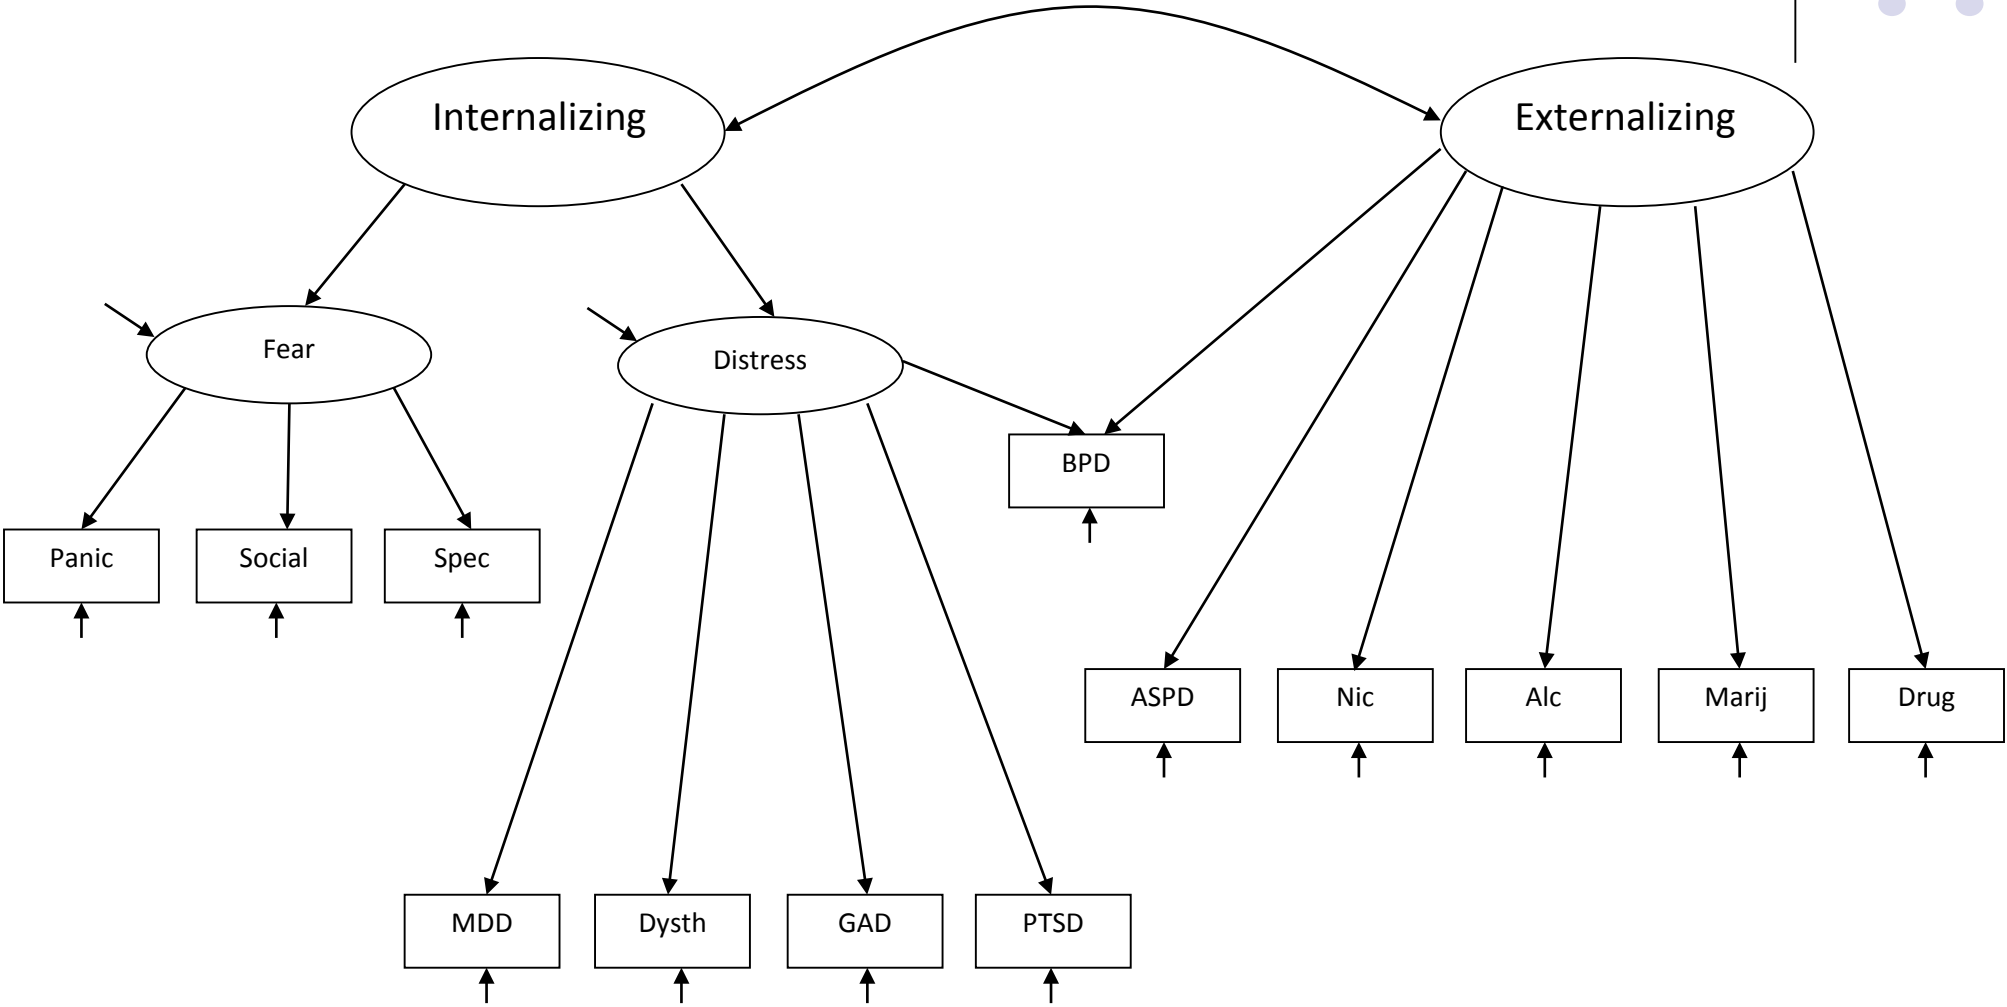 Internalizing
Externalizing
Fear
Distress
BPD
Panic
Social
Spec
ASPD
Nic
Alc
Marij
Drug
MDD
Dysth
GAD
PTSD